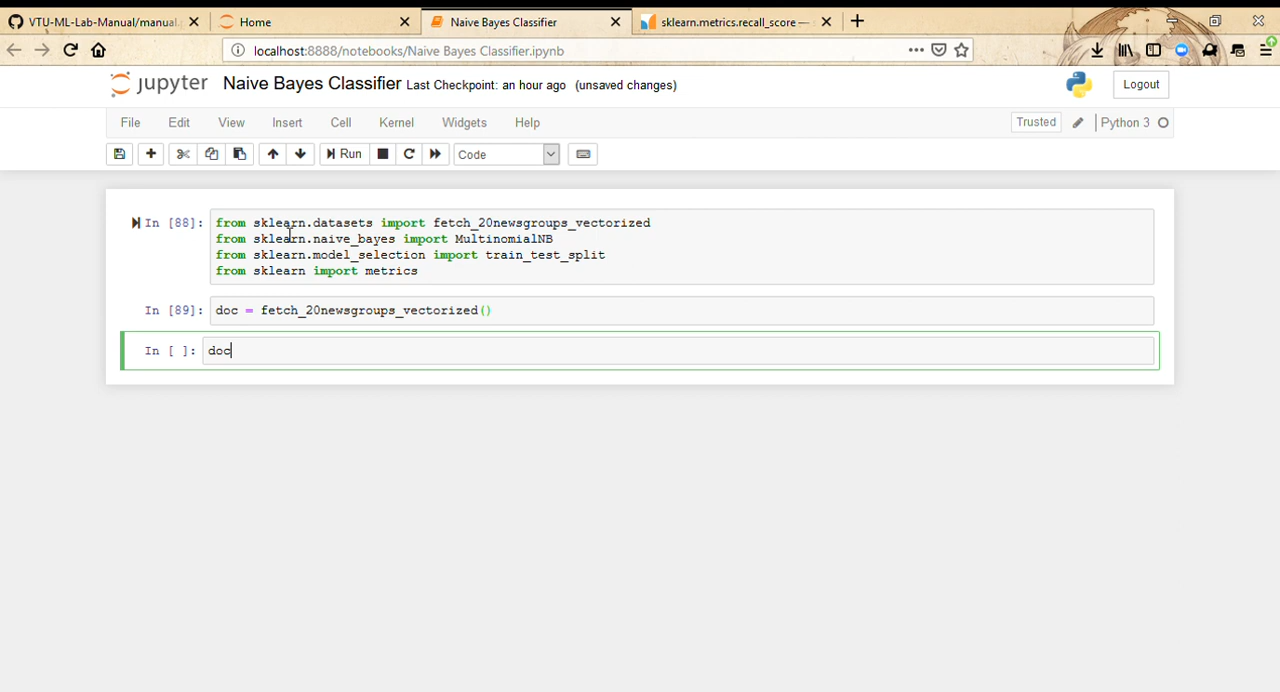 VTU-ML-Lab-Manual/manual.
Home
Naive Bayes Classifier
sklearn.metrics.recall_score —
localhost:8888/notebooks/Naive Bayes Classifier.ipynb
jupyter Naive Bayes Classifier Last Checkpoint: an hour ago (unsaved changes)
Logout
File Edit View Insert Cell Kernel Widgets Help
Trusted Python 3
Run Code
In [88]: from sklearn.datasets import fetch_20newsgroups_vectorized
from sklearn.naive_bayes import MultinomialNB
from sklearn.model_selection import train_test_split
from sklearn import metrics
In [89]: doc = fetch_20newsgroups_vectorized()
In [ ]: doc